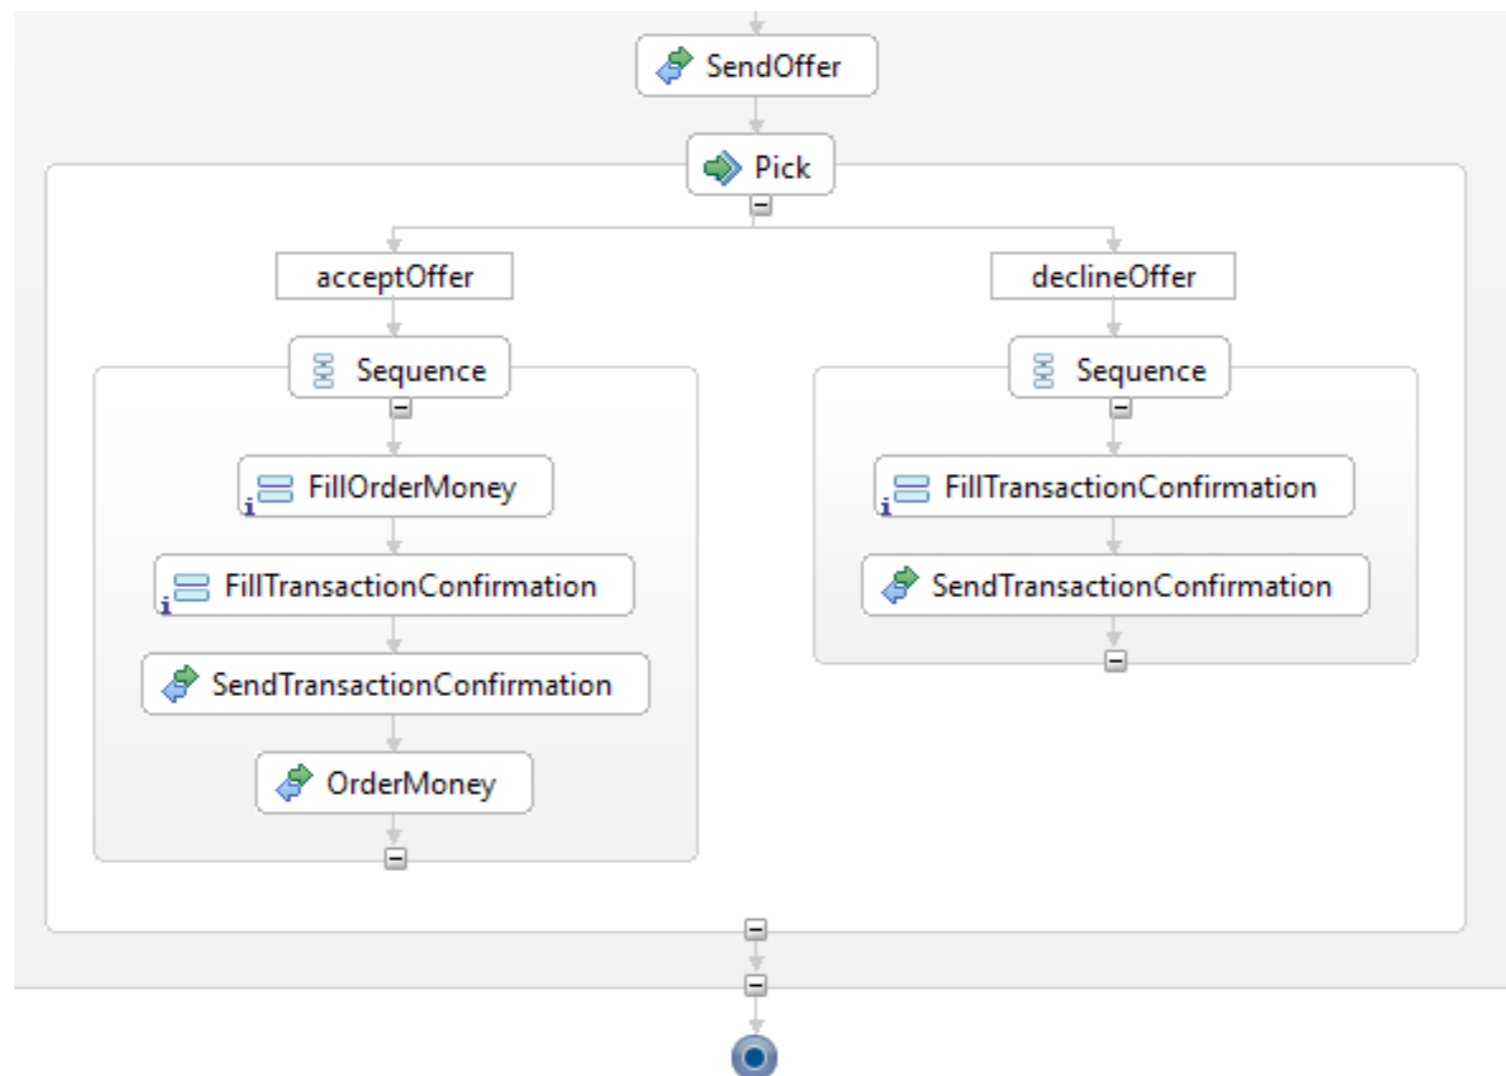 SendOffer
Pick
acceptOffer
declineOffer
Sequence
Sequence
FillOrderMoney
FillTransactionConfirmation
FillTransactionConfirmation
SendTransactionConfirmation
SendTransactionConfirmation
OrderMoney